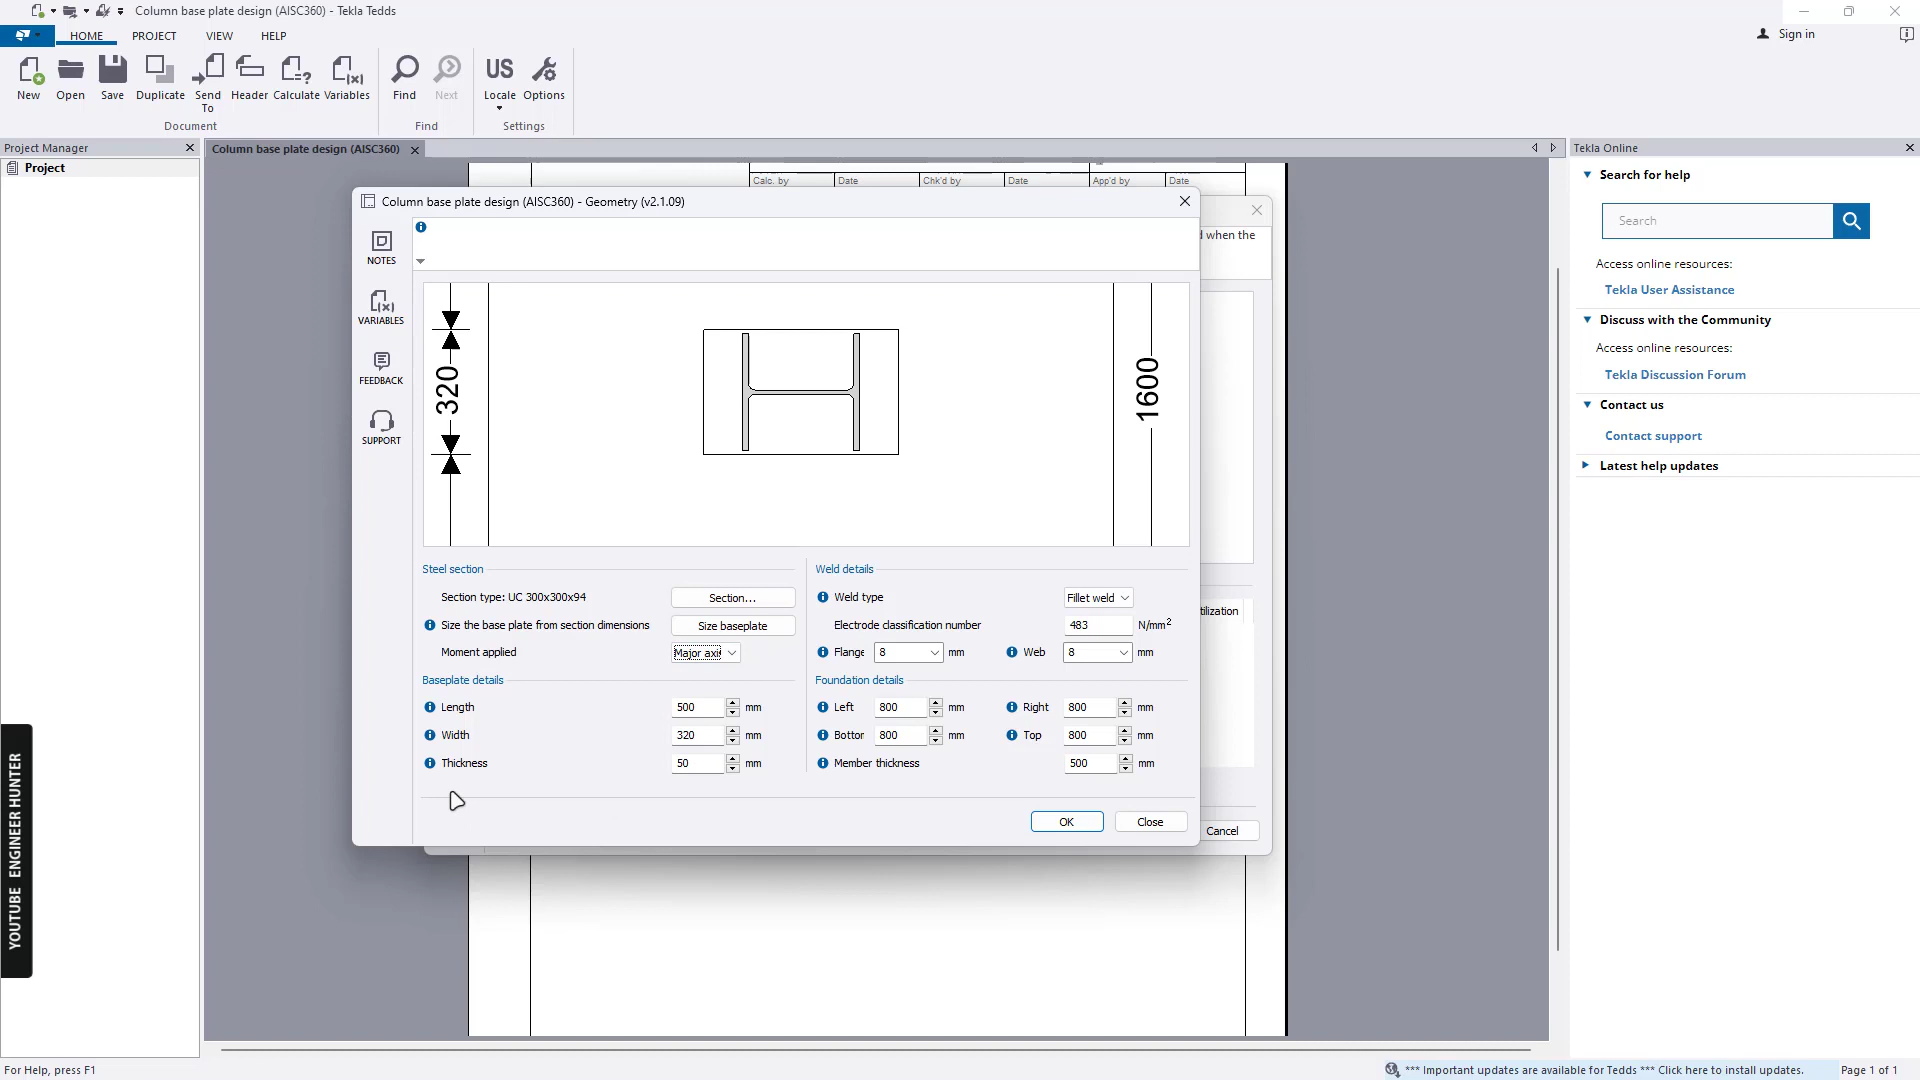 Column base plate design (AISC360) - Tekla Tedds
HOME PROJECT VIEW HELP
Sign in
New Open Save Duplicate Send To Header Calculate Variables
Find Next
US
Locale Options
Document Find Settings
Project Manager
Project
Column base plate design (AISC360)
Calc. by Date Chk'd by Date App'd by Date
Column base plate design (AISC360) - Geometry (v2.1.09)
when the
NOTES
VARIABLES
FEEDBACK
SUPPORT
320
1600
Steel section
Section type: UC 300x300x94 Section...
Size the base plate from section dimensions Size baseplate
Moment applied Major axi
Baseplate details
Length 500 mm
Width 320 mm
Thickness 50 mm
Weld details
Weld type Fillet weld
Electrode classification number 483 N/mm²
Flange 8 mm Web 8 mm
Foundation details
Left 800 mm Right 800 mm
Bottor 800 mm Top 800 mm
Member thickness 500 mm
OK Close
tilization
Cancel
Tekla Online
Search for help
Search
Access online resources:
Tekla User Assistance
Discuss with the Community
Access online resources:
Tekla Discussion Forum
Contact us
Contact support
Latest help updates
YOUTUBE ENGINEER HUNTER
For Help, press F1
*** Important updates are available for Tedds *** Click here to install updates.
Page 1 of 1